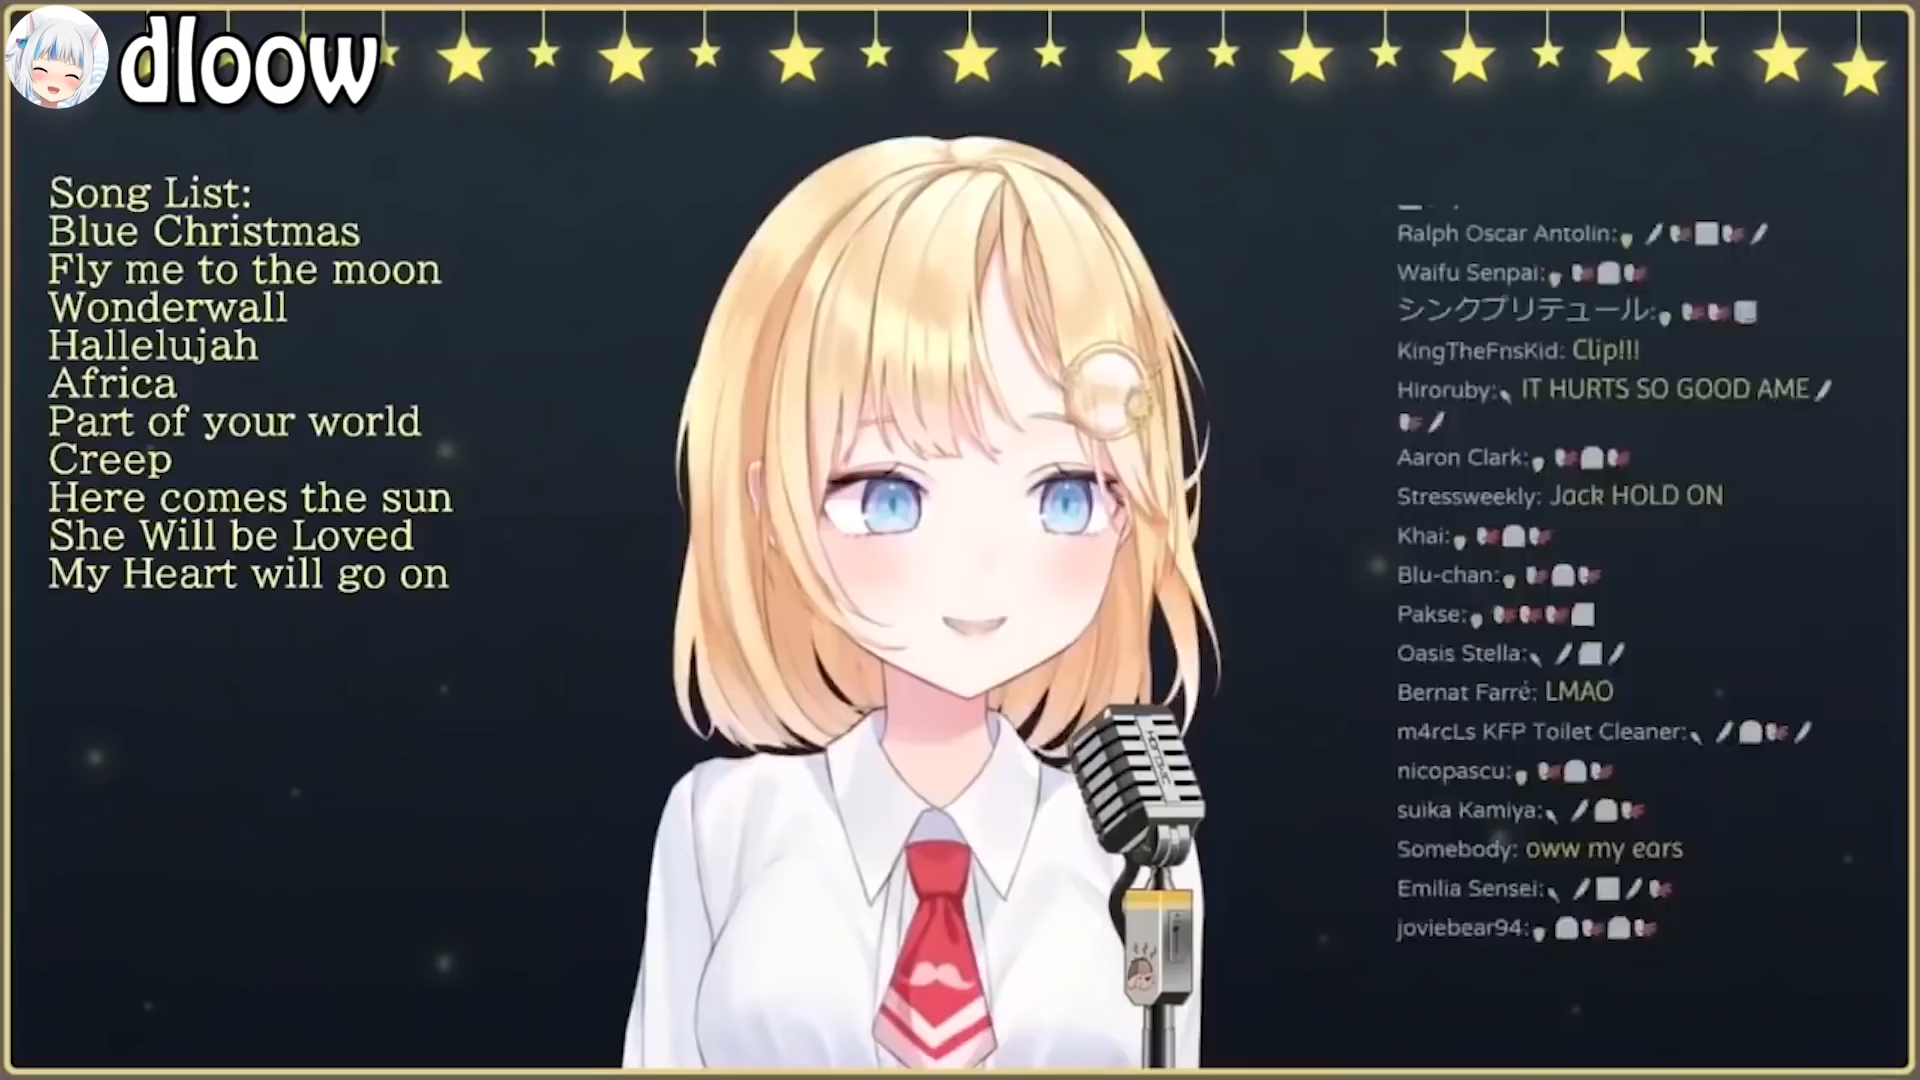 dloow
Song List:
Blue Christmas
Fly me to the moon
Wonderwall
Hallelujah
Africa
Part of your world
Creep
Here comes the sun
She Will be Loved
My Heart will go on
Ralph Oscar Antolin:
Waifu Senpai:
シンクプリテュール:
KingTheFnsKid: Clip!!!
Hiroruby: IT HURTS SO GOOD AME
Aaron Clark:
Stressweekly: Jack HOLD ON
Khai:
Blu-chan:
Pakse:
Oasis Stella:
Bernat Farré: LMAO
m4rcLs KFP Toilet Cleaner:
nicopascu:
suika Kamiya:
Somebody: oww my ears
Emilia Sensei:
joviebear94: